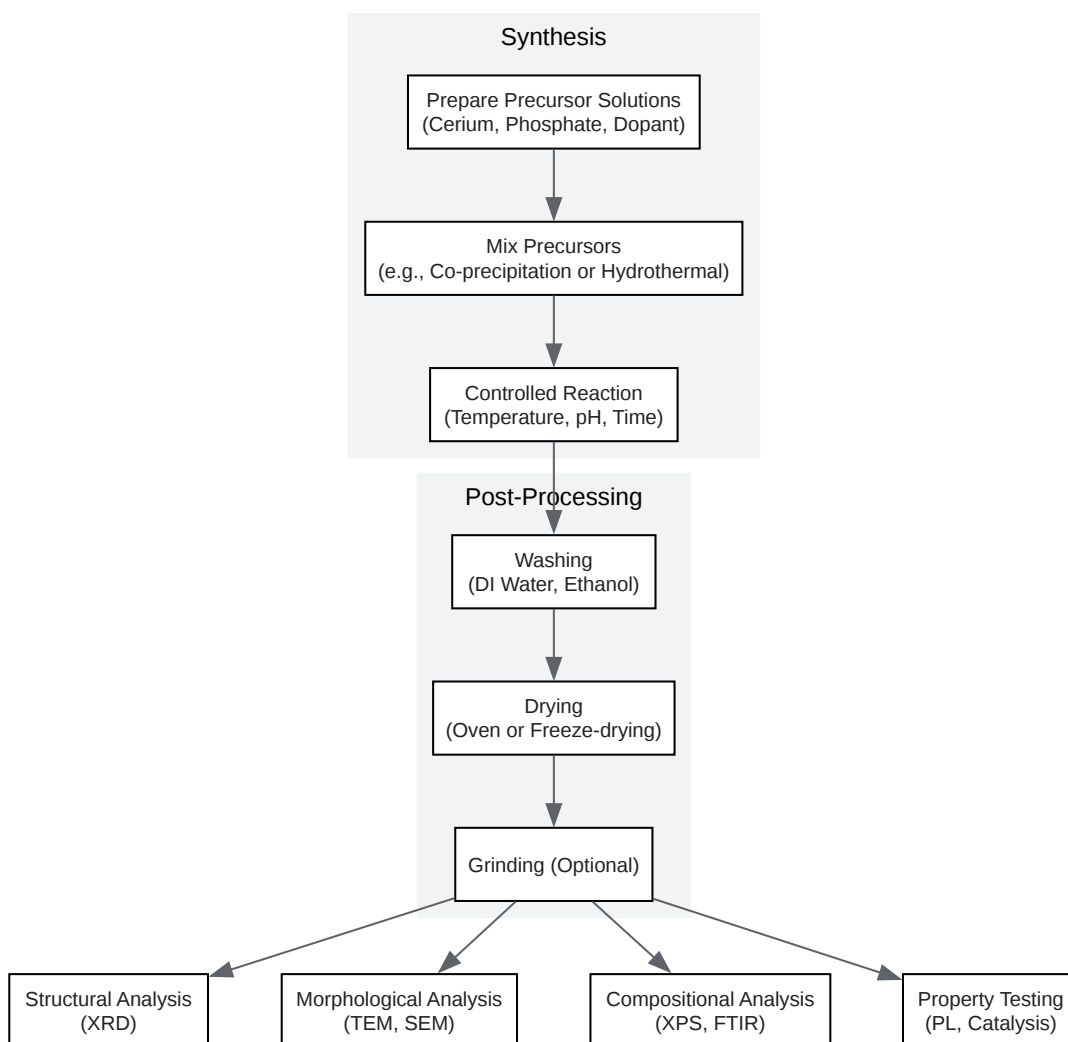 Synthesis
Prepare Precursor Solutions
(Cerium, Phosphate, Dopant)
Mix Precursors
(e.g., Co-precipitation or Hydrothermal)
Controlled Reaction
(Temperature, pH, Time)
Post-Processing
Washing
(DI Water, Ethanol)
Drying
(Oven or Freeze-drying)
Grinding (Optional)
Structural Analysis
(XRD)
Morphological Analysis
(TEM, SEM)
Compositional Analysis
(XPS, FTIR)
Property Testing
(PL, Catalysis)